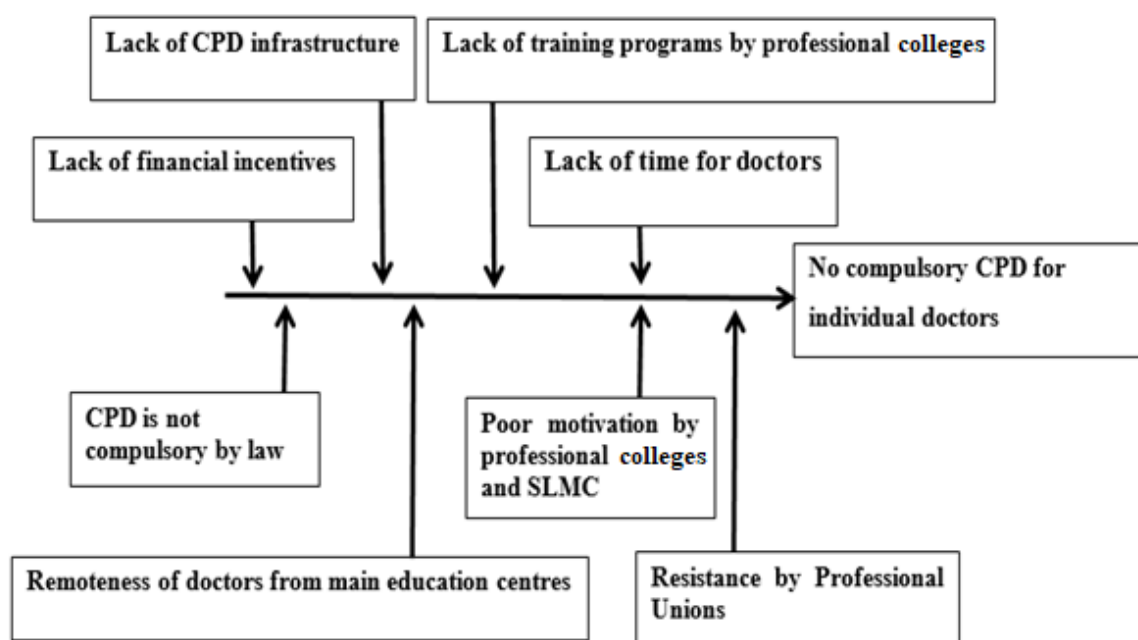 Lack of CPD infrastructure
Lack of training programs by professional colleges
Lack of financial incentives
Lack of time for doctors
No compulsory CPD for
individual doctors
CPD is not
compulsory by law
Poor motivation by
professional colleges
and SLMC
Remoteness of doctors from main education centres
Resistance by Professional
Unions